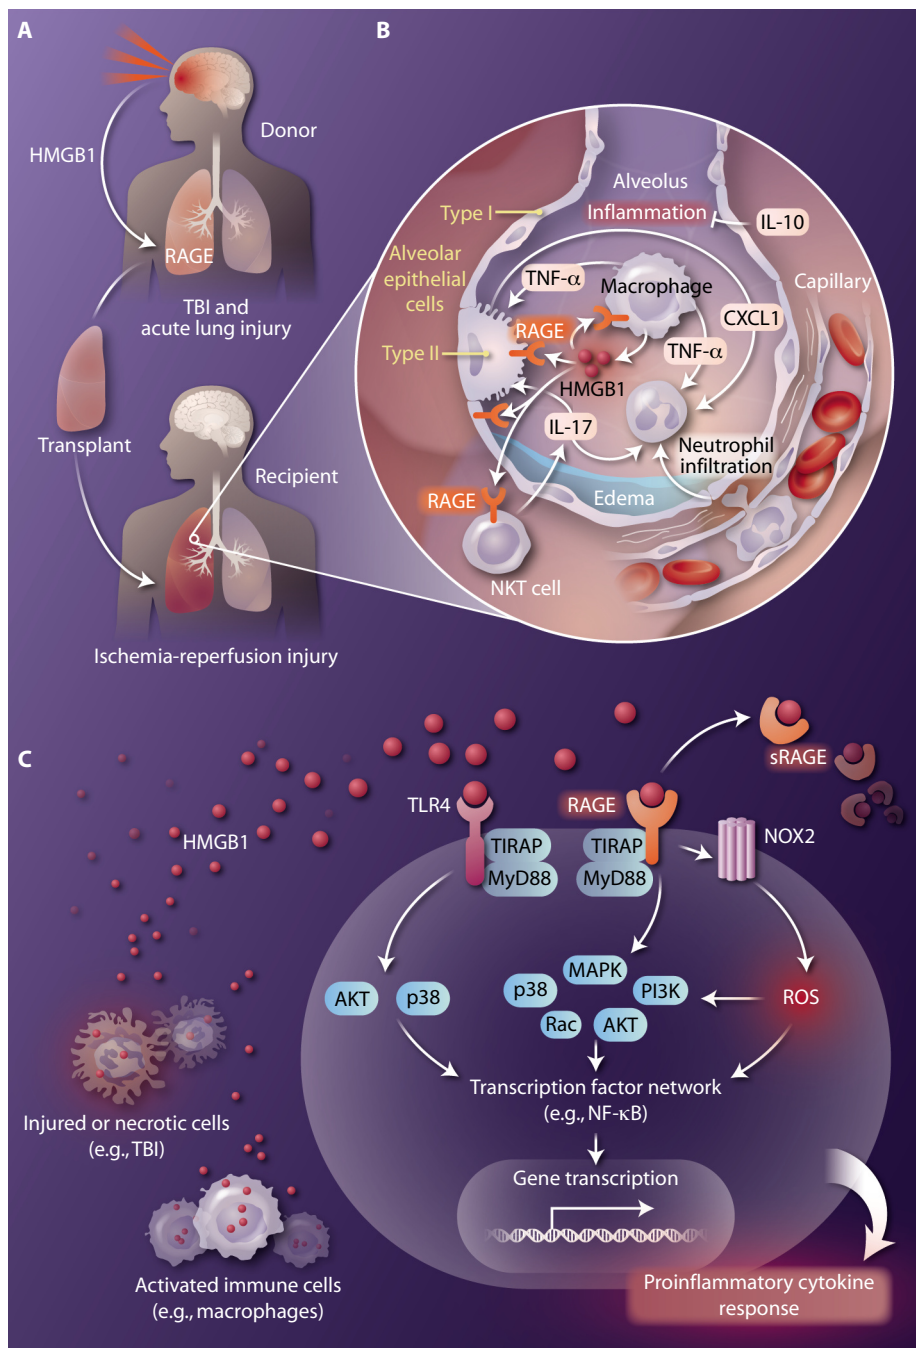 A
HMGB1
Donor
RAGE
TBI and
acute lung injury
Transplant
Recipient
Ischemia-reperfusion injury
B
Alveolus
Inflammation
IL-10
Type I
Alveolar
epithelial
cells
Type II
TNF-α
Macrophage
Capillary
CXCL1
RAGE
TNF-α
HMGB1
IL-17
Neutrophil
infiltration
RAGE
Edema
NKT cell
C
HMGB1
TLR4
RAGE
sRAGE
NOX2
TIRAP
MyD88
TIRAP
MyD88
AKT
p38
p38
MAPK
PI3K
Rac
AKT
ROS
Transcription factor network
(e.g., NF-κB)
Gene transcription
Injured or necrotic cells
(e.g., TBI)
Activated immune cells
(e.g., macrophages)
Proinflammatory cytokine
response